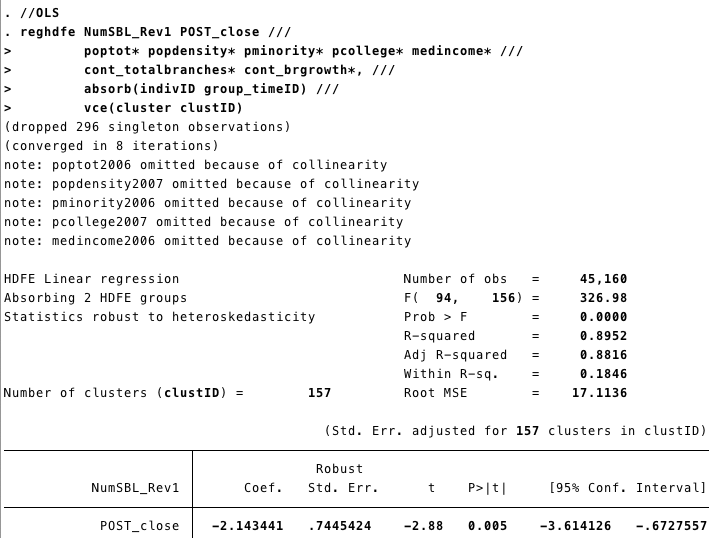 . //OLS
. reghdfe NumSBL_Rev1 POST_close ///
> poptot* popdensity* pminority* pcollege* medincome* ///
> cont_totalbranches* cont_brgrowth*, ///
> absorb(indivID group_timeID) ///
> vce(cluster clustID)
(dropped 296 singleton observations)
(converged in 8 iterations)
note: poptot2006 omitted because of collinearity
note: popdensity2007 omitted because of collinearity
note: pminority2006 omitted because of collinearity
note: pcollege2007 omitted because of collinearity
note: medincome2006 omitted because of collinearity
HDFE Linear regression Number of obs = 45,160
Absorbing 2 HDFE groups F( 94, 156) = 326.98
Statistics robust to heteroskedasticity Prob > F = 0.0000
R-squared = 0.8952
Adj R-squared = 0.8816
Within R-sq. = 0.1846
Number of clusters (clustID) = 157 Root MSE = 17.1136
(Std. Err. adjusted for 157 clusters in clustID)
Robust
NumSBL_Rev1 Coef. Std. Err. t P>|t| [95% Conf. Interval]
POST_close -2.143441 .7445424 -2.88 0.005 -3.614126 -.6727557